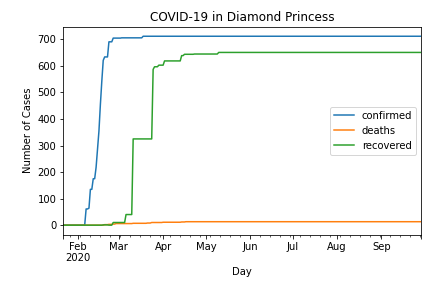 COVID-19 in Diamond Princess
Number of Cases
700
600
500
400
300
200
100
0
confirmed
deaths
recovered
Feb Mar Apr May Jun Jul Aug Sep
2020
Day